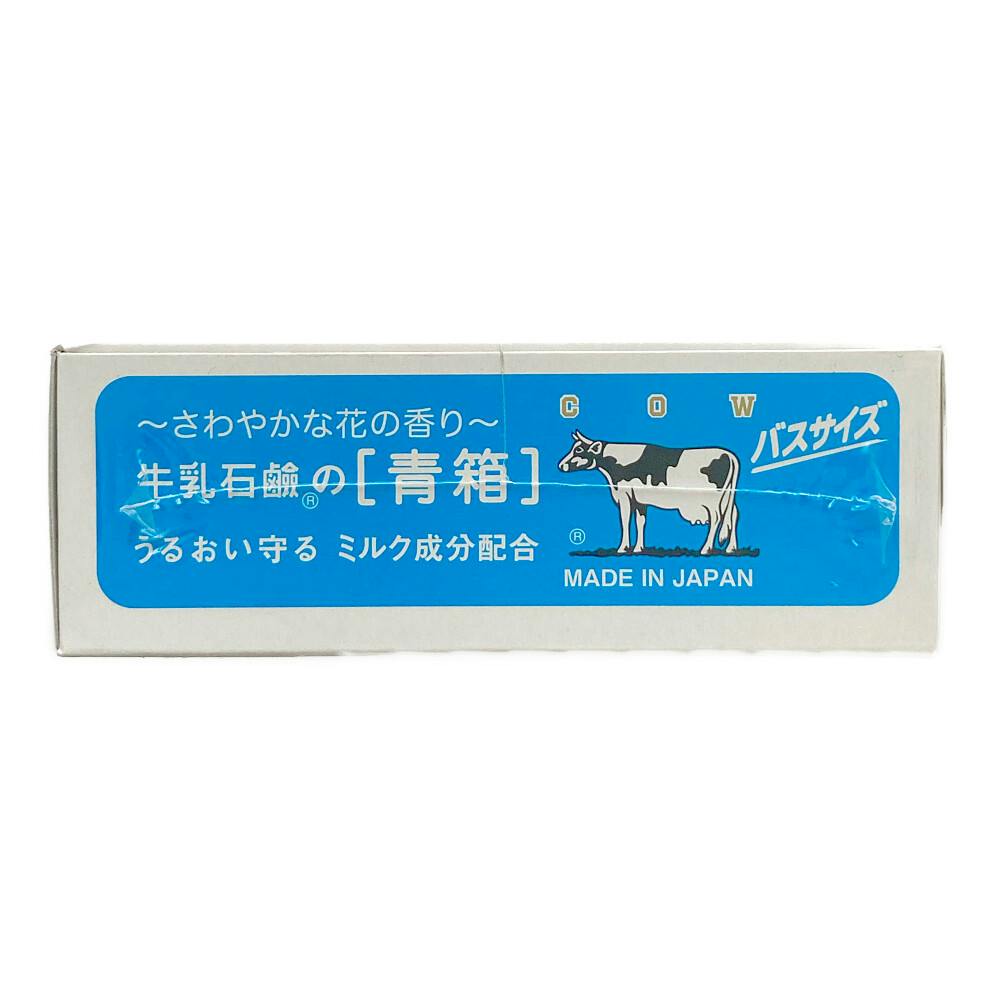 ～さわやかな花の香り～
牛乳石鹼®の［青箱］
うるおい守る ミルク成分配合
COW
バスサイズ
®
MADE IN JAPAN